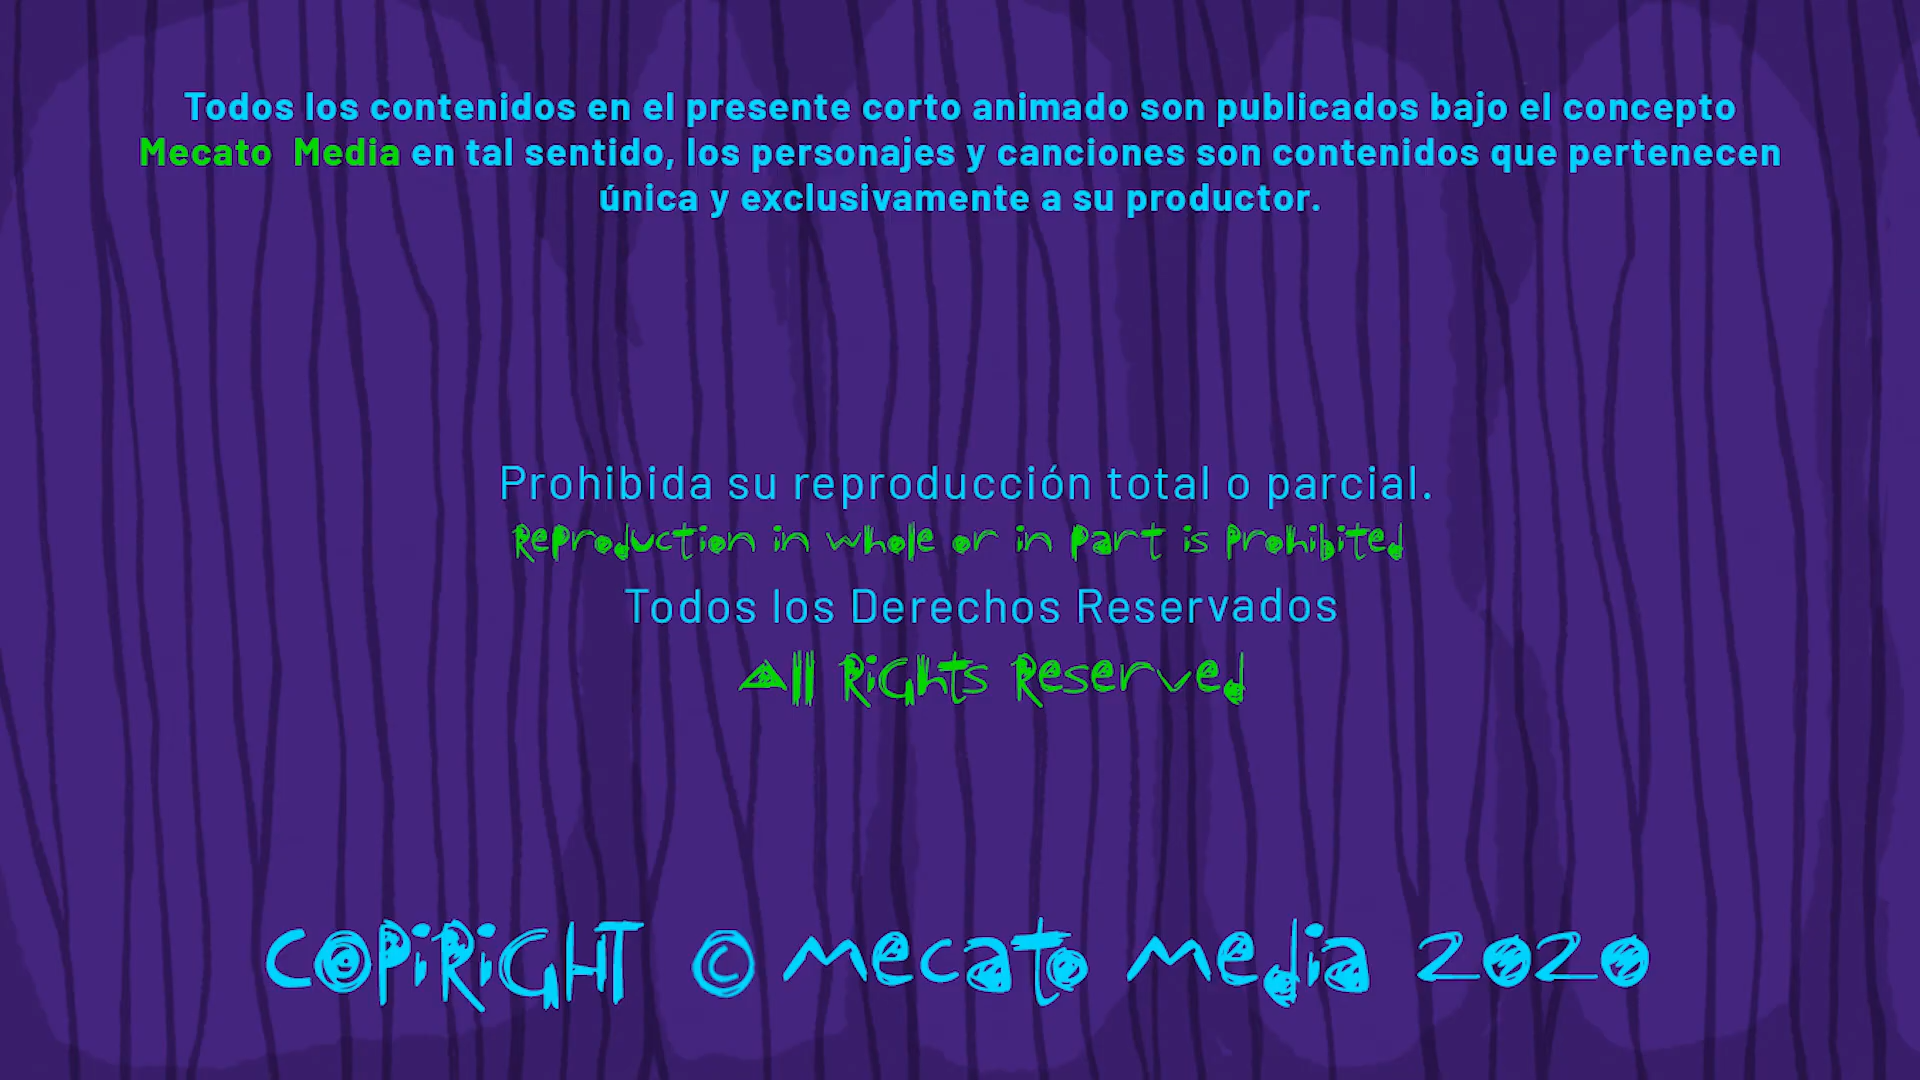 Todos los contenidos en el presente corto animado son publicados bajo el concepto
Mecato Media en tal sentido, los personajes y canciones son contenidos que pertenecen
única y exclusivamente a su productor.
Prohibida su reproducción total o parcial.
Reproduction in whole or in part is prohibited
Todos los Derechos Reservados
All Rights Reserved
COPiRiGHT © mecato media 2020